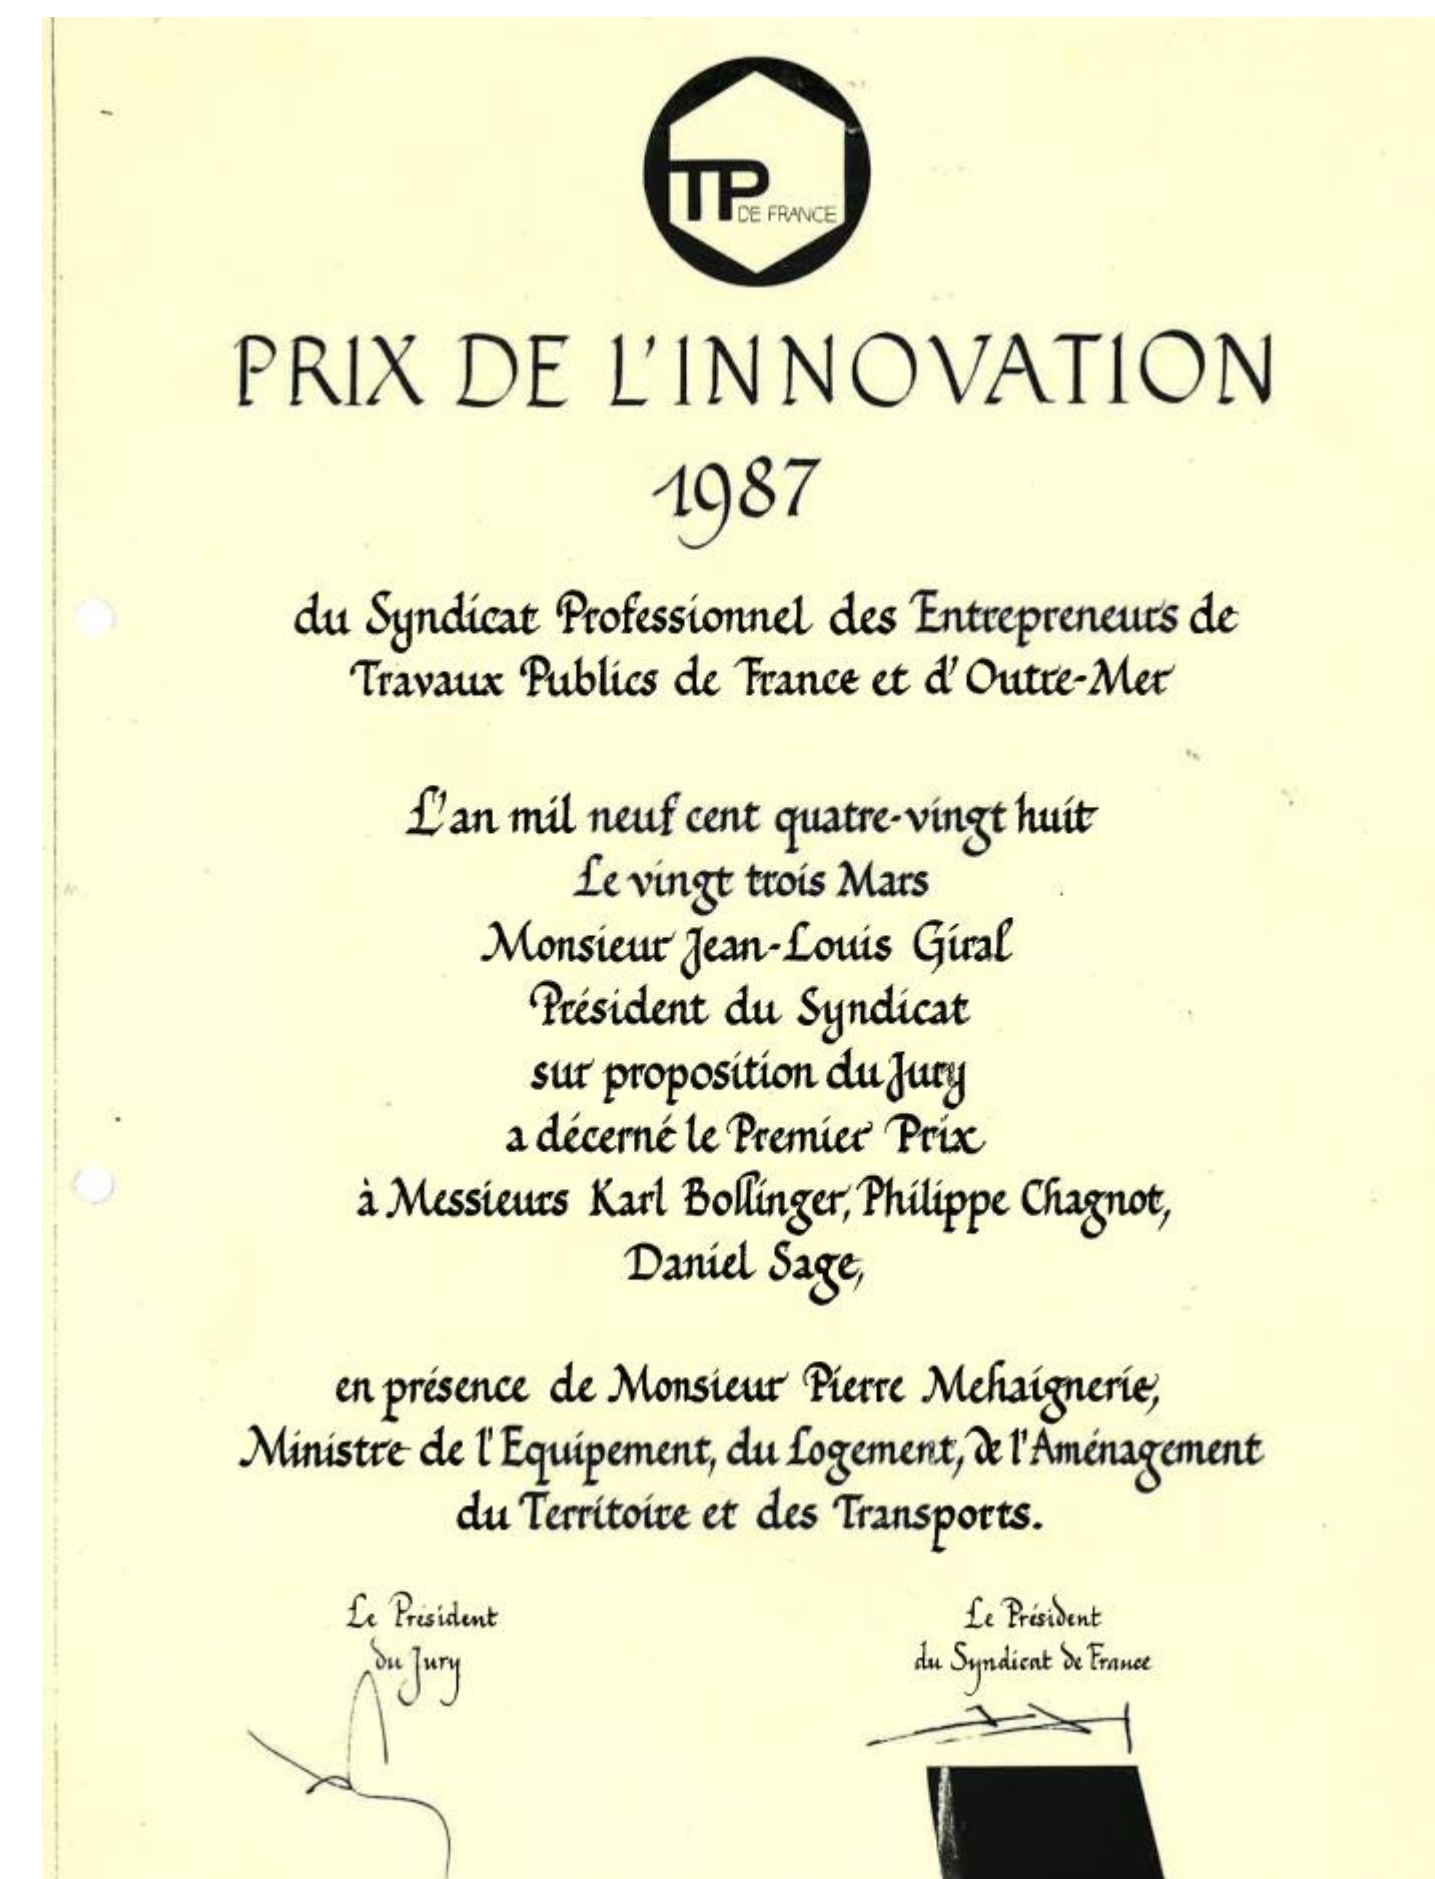 TP
DE FRANCE
PRIX DE L'INNOVATION
1987
du Syndicat Professionnel des Entrepreneurs de
Travaux Publics de France et d'Outre-Mer
L'an mil neuf cent quatre-vingt huit
Le vingt trois Mars
Monsieur Jean-Louis Giral
Président du Syndicat
sur proposition du Jury
a décerné le Premier Prix
à Messieurs Karl Bollinger, Philippe Chagnot,
Daniel Sage,
en présence de Monsieur Pierre Mehaignerie,
Ministre de l'Equipement, du Logement, de l'Aménagement
du Territoire et des Transports.
Le Président
du Jury
Le Président
du Syndicat de France